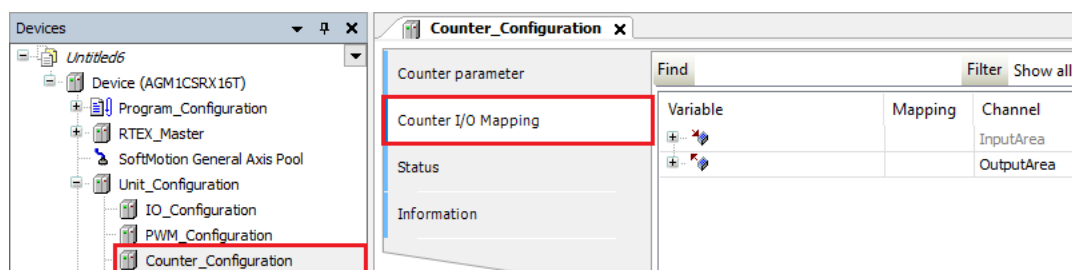 Devices
Untitled6
Device (AGM1CSRX16T)
Program_Configuration
RTEX_Master
SoftMotion General Axis Pool
Unit_Configuration
IO_Configuration
PWM_Configuration
Counter_Configuration
Counter_Configuration
Counter parameter
Counter I/O Mapping
Status
Information
Find Filter Show all
Variable Mapping Channel
InputArea
OutputArea